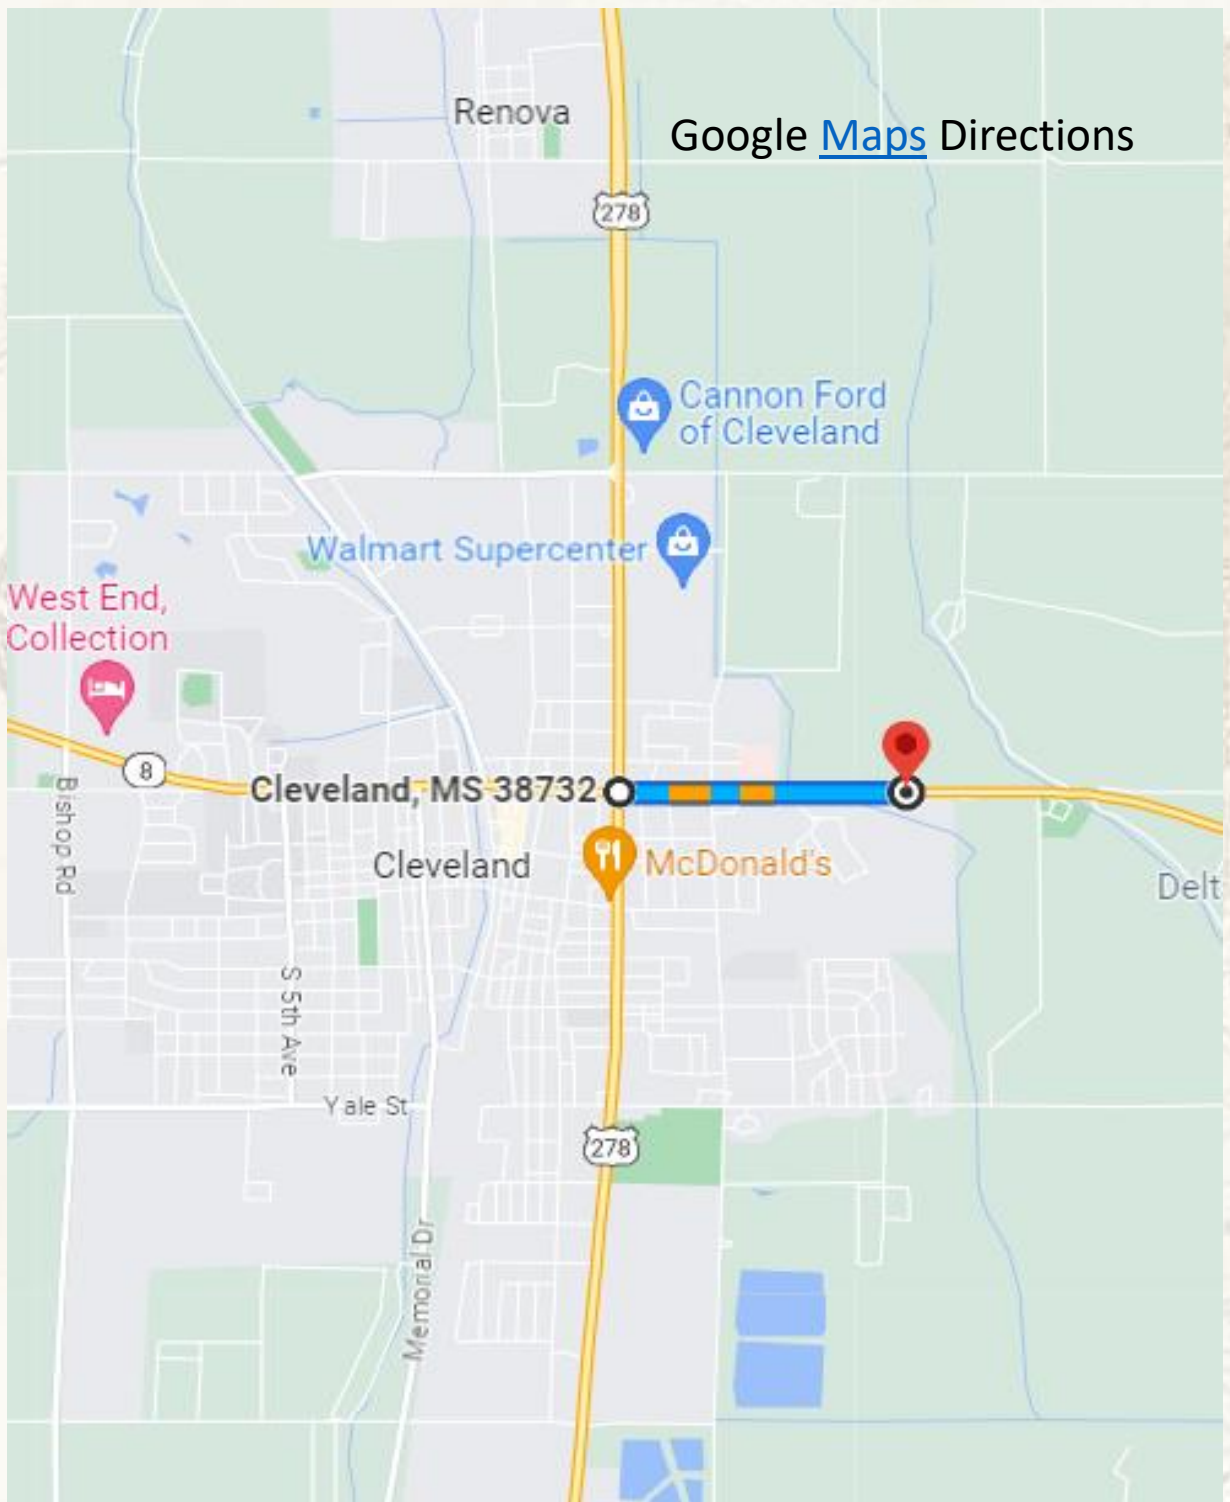 Renova
Google Maps Directions
278
Cannon Ford
of Cleveland
Walmart Supercenter
West End,
Collection
8
Cleveland, MS 38732
Bishop Rd
Cleveland
McDonald's
Delt
S 5th Ave
Yale St
278
Memorial Dr